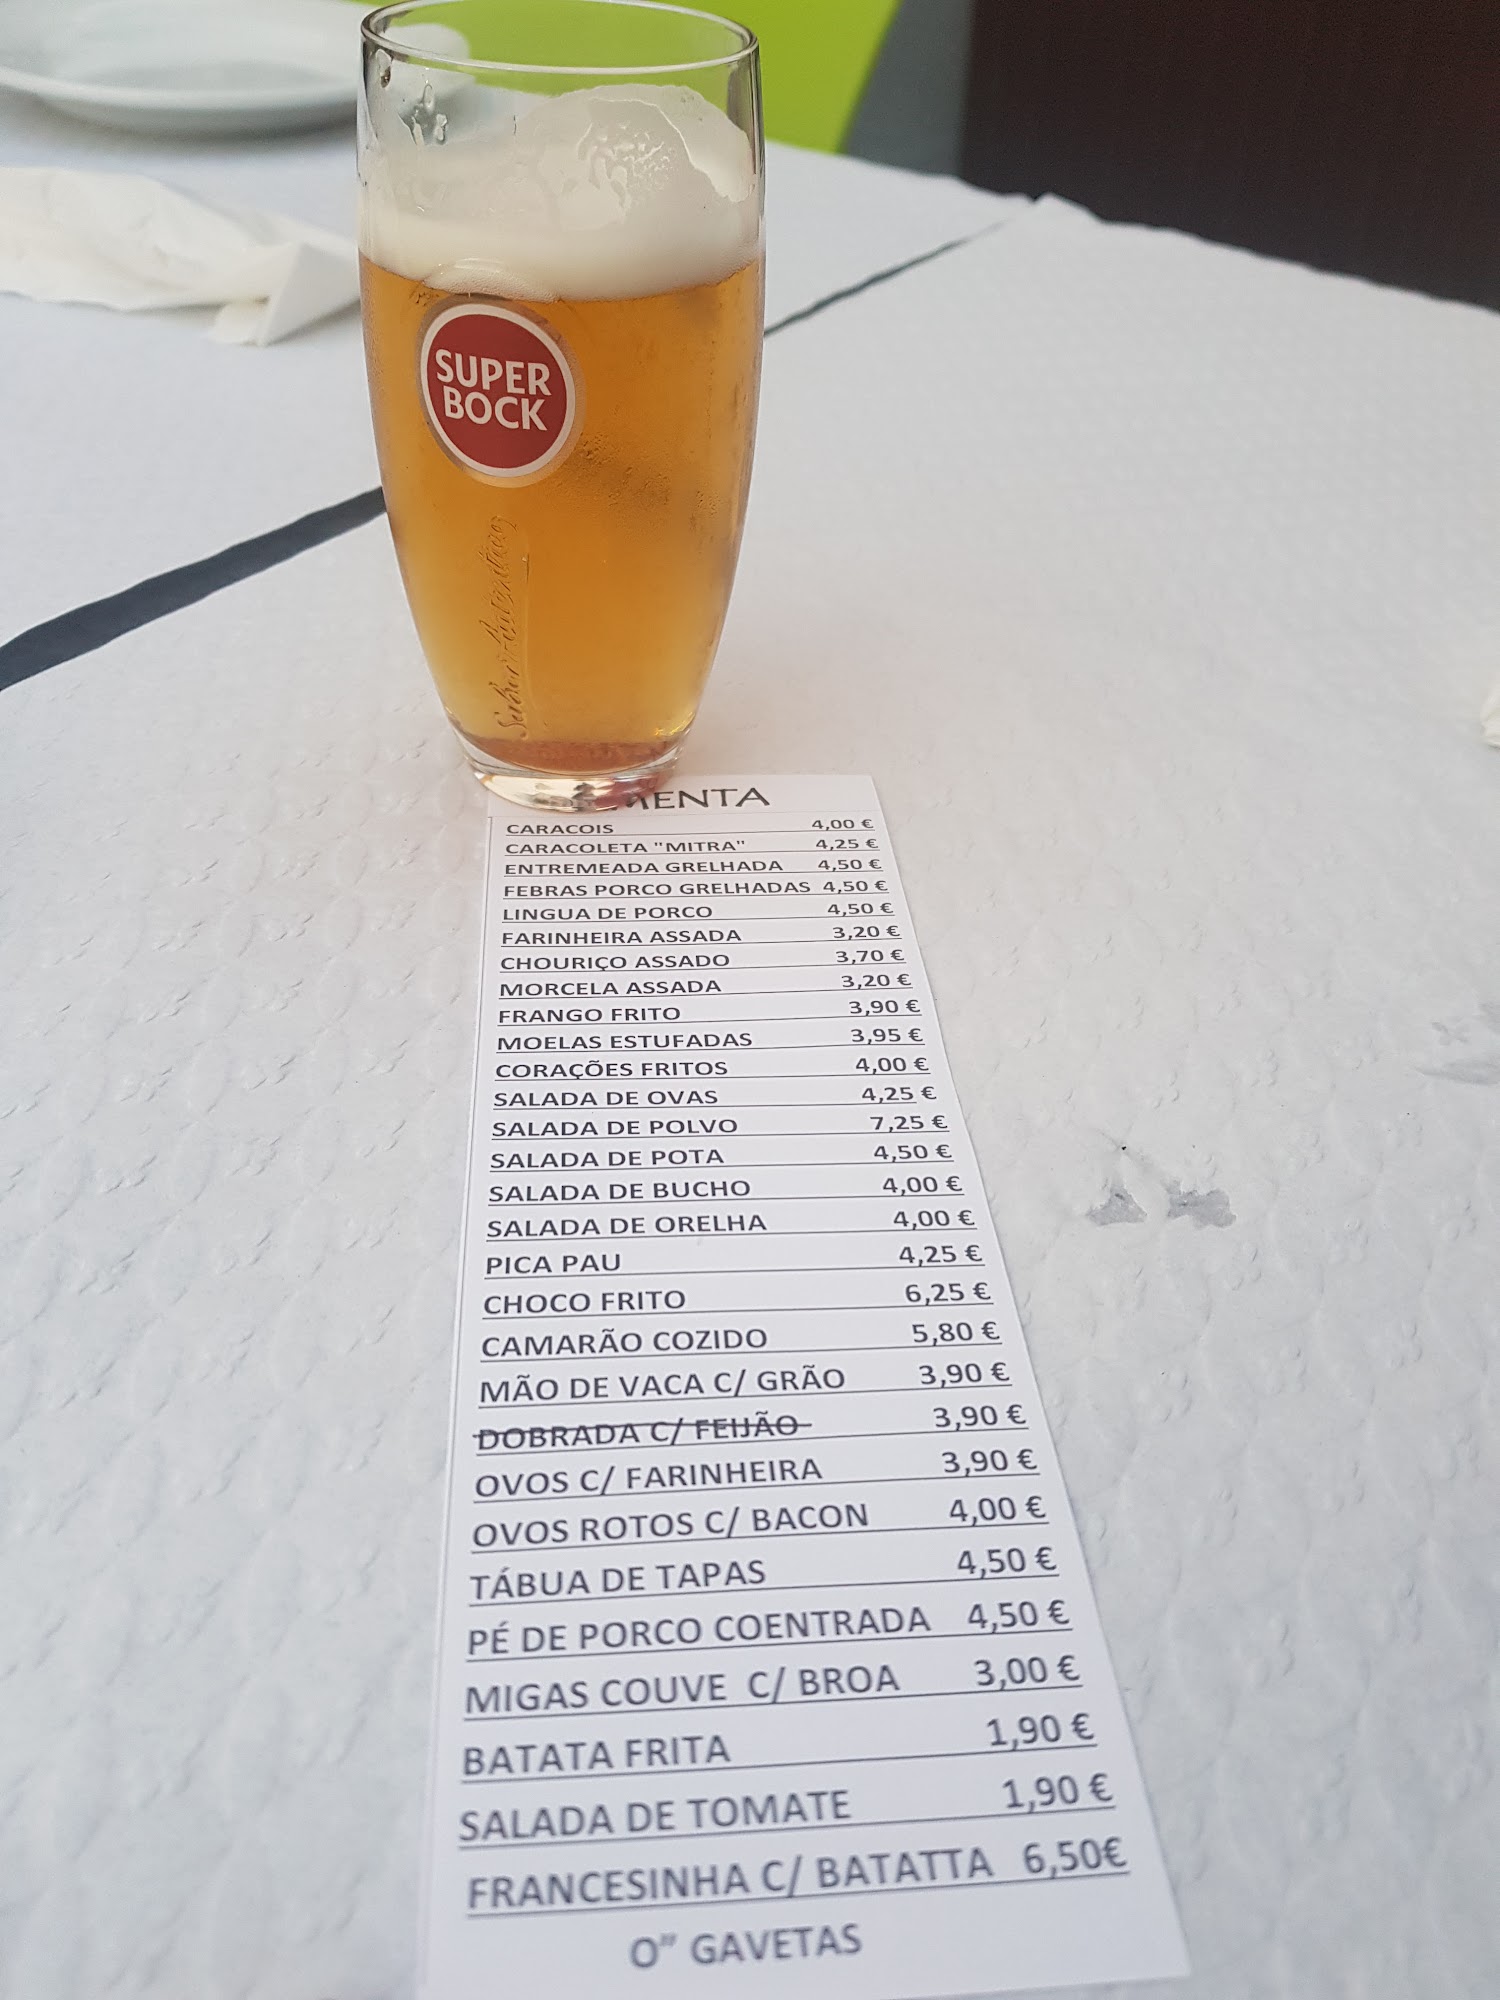 SUPER
BOCK
Sabor Autêntico
MENTA
CARACOIS 4,00 €
CARACOLETA "MITRA" 4,25 €
ENTREMEADA GRELHADA 4,50 €
FEBRAS PORCO GRELHADAS 4,50 €
LINGUA DE PORCO 4,50 €
FARINHEIRA ASSADA 3,20 €
CHOURIÇO ASSADO 3,70 €
MORCELA ASSADA 3,20 €
FRANGO FRITO 3,90 €
MOELAS ESTUFADAS 3,95 €
CORAÇÕES FRITOS 4,00 €
SALADA DE OVAS 4,25 €
SALADA DE POLVO 7,25 €
SALADA DE POTA 4,50 €
SALADA DE BUCHO 4,00 €
SALADA DE ORELHA 4,00 €
PICA PAU 4,25 €
CHOCO FRITO 6,25 €
CAMARÃO COZIDO 5,80 €
MÃO DE VACA C/ GRÃO 3,90 €
DOBRADA C/ FEIJÃO 3,90 €
OVOS C/ FARINHEIRA 3,90 €
OVOS ROTOS C/ BACON 4,00 €
TÁBUA DE TAPAS 4,50 €
PÉ DE PORCO COENTRADA 4,50 €
MIGAS COUVE C/ BROA 3,00 €
BATATA FRITA 1,90 €
SALADA DE TOMATE 1,90 €
FRANCESINHA C/ BATATTA 6,50€
O” GAVETAS